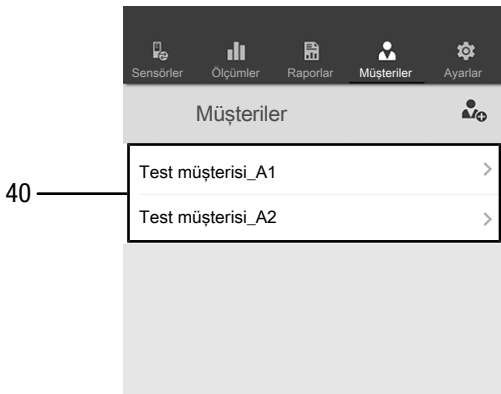 Sensörler Ölçümler Raporlar Müşteriler Ayarlar
Müşteriler
Test müşterisi_A1
40
Test müşterisi_A2